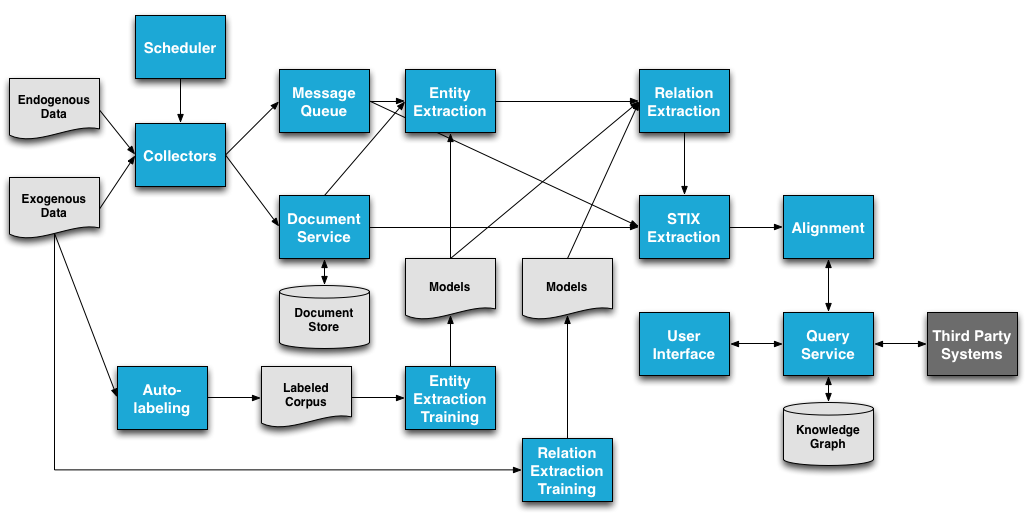 Scheduler
Endogenous
Data
Collectors
Exogenous
Data
Message
Queue
Entity
Extraction
Relation
Extraction
Document
Service
STIX
Extraction
Alignment
Models
Models
Document
Store
User
Interface
Query
Service
Third Party
Systems
Auto-
labeling
Labeled
Corpus
Entity
Extraction
Training
Knowledge
Graph
Relation
Extraction
Training